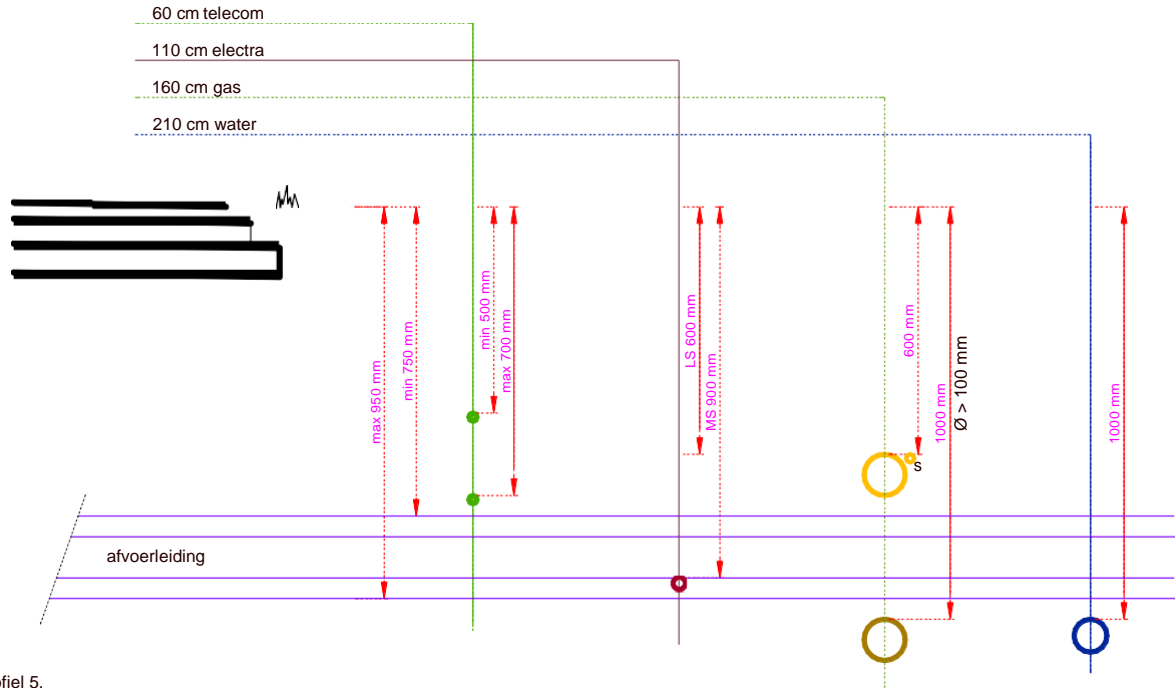 60 cm telecom
110 cm electra
160 cm gas
210 cm water
max 950 mm
min 750 mm
min 500 mm
max 700 mm
LS 600 mm
MS 900 mm
600 mm
1000 mm
Ø > 100 mm
1000 mm
s
afvoerleiding
ofiel 5.